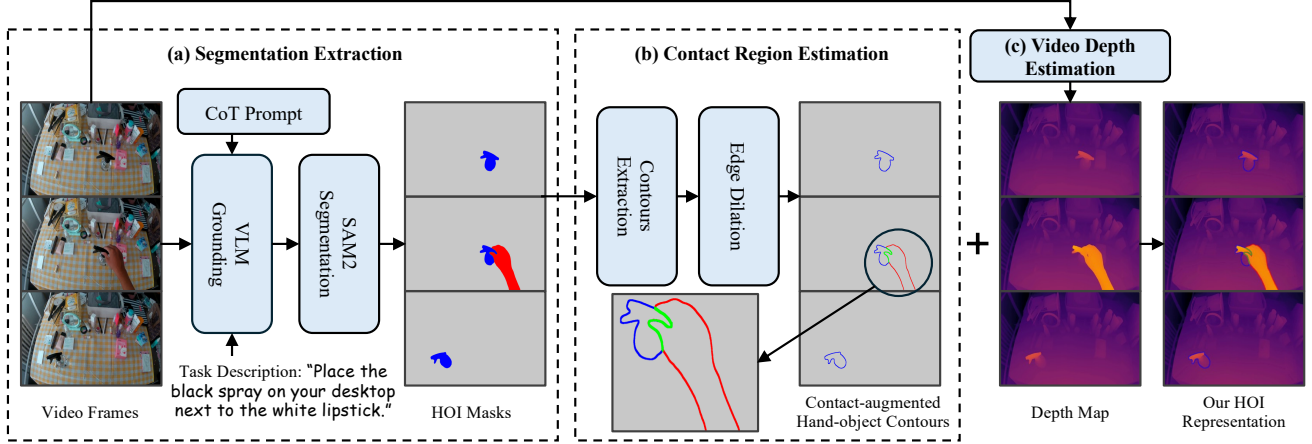 (a) Segmentation Extraction
CoT Prompt
VLM
Grounding
SAM2
Segmentation
Task Description: “Place the
black spray on your desktop
next to the white lipstick.”
Video Frames
HOI Masks
(b) Contact Region Estimation
Contours
Extraction
Edge Dilation
Contact-augmented
Hand-object Contours
+
(c) Video Depth
Estimation
Depth Map
Our HOI
Representation